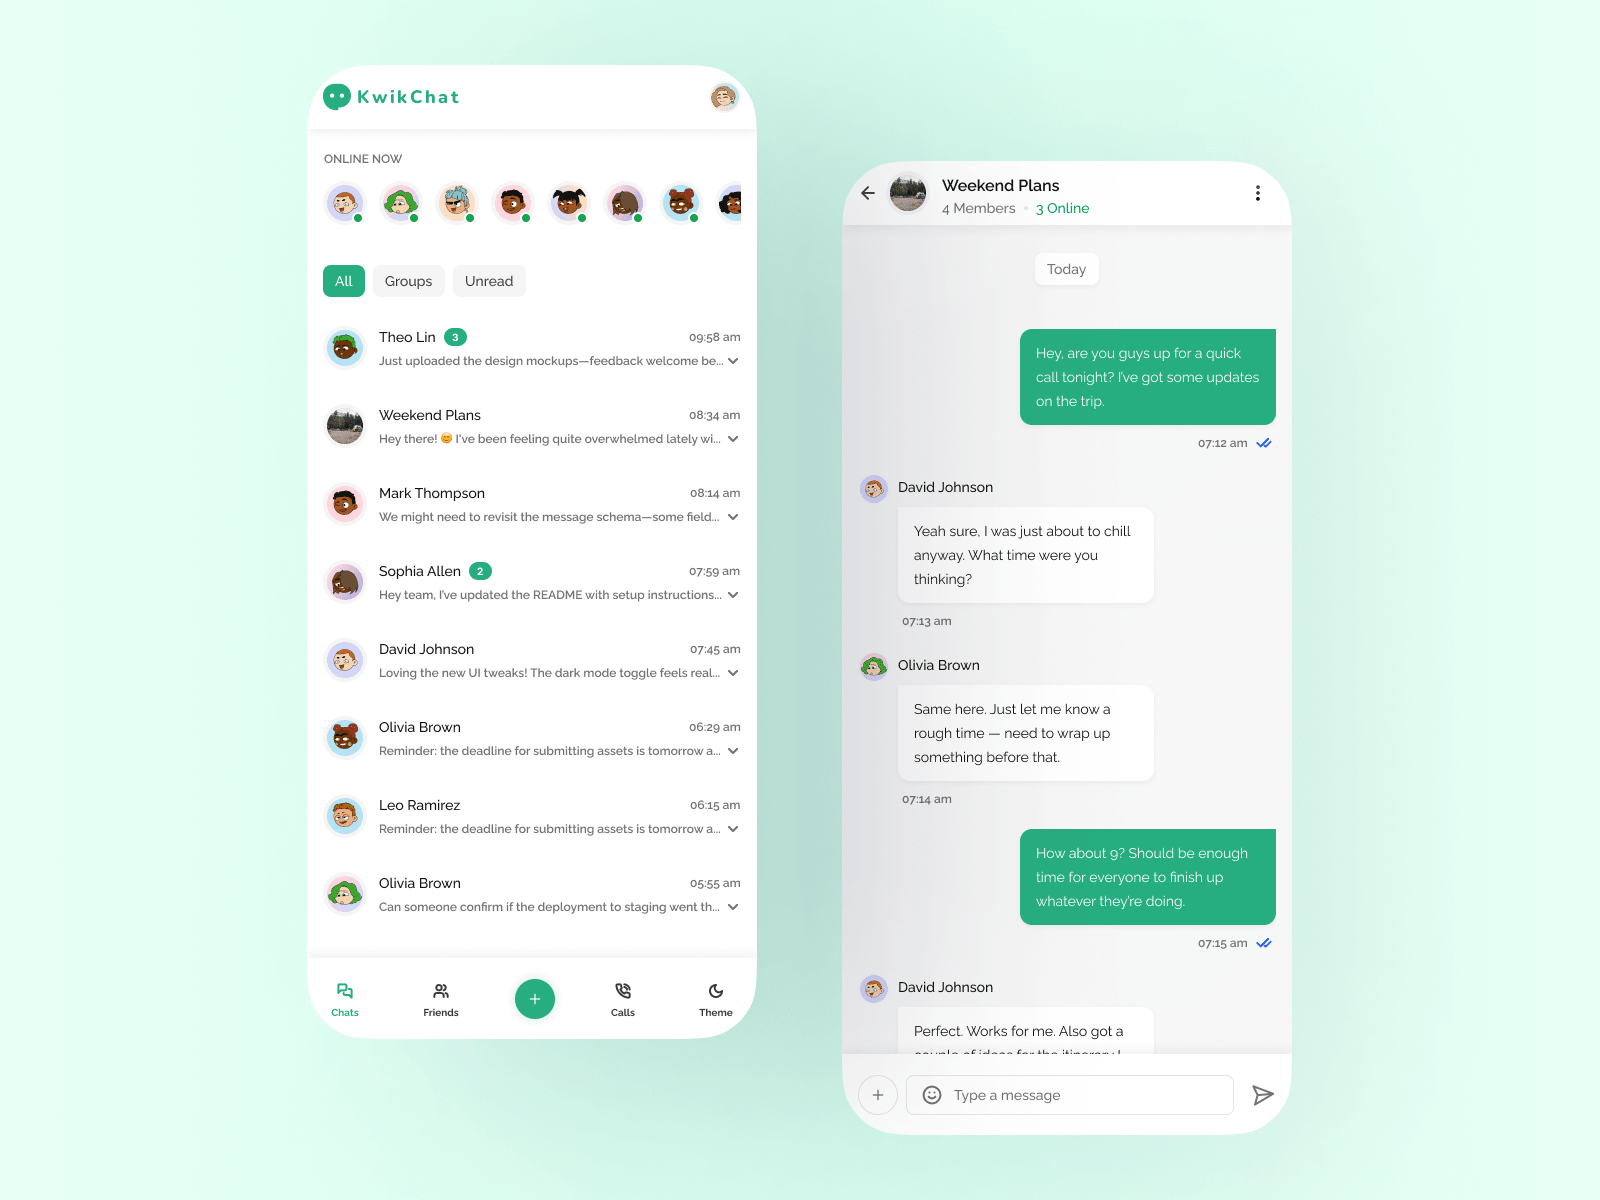 KwikChat
ONLINE NOW
All
Groups
Unread
Theo Lin 3 09:58 am
Just uploaded the design mockups—feedback welcome be...
Weekend Plans 08:34 am
Hey there! 😊 I've been feeling quite overwhelmed lately wi...
Mark Thompson 08:14 am
We might need to revisit the message schema—some field...
Sophia Allen 2 07:59 am
Hey team, I've updated the README with setup instructions...
David Johnson 07:45 am
Loving the new UI tweaks! The dark mode toggle feels real...
Olivia Brown 06:29 am
Reminder: the deadline for submitting assets is tomorrow a...
Leo Ramirez 06:15 am
Reminder: the deadline for submitting assets is tomorrow a...
Olivia Brown 05:55 am
Can someone confirm if the deployment to staging went th...
Chats
Friends
Calls
Theme
Weekend Plans
4 Members • 3 Online
Today
Hey, are you guys up for a quick
call tonight? I've got some updates
on the trip.
07:12 am
David Johnson
Yeah sure, I was just about to chill
anyway. What time were you
thinking?
07:13 am
Olivia Brown
Same here. Just let me know a
rough time — need to wrap up
something before that.
07:14 am
How about 9? Should be enough
time for everyone to finish up
whatever they're doing.
07:15 am
David Johnson
Perfect. Works for me. Also got a
couple of ideas for the itinerary I
Type a message